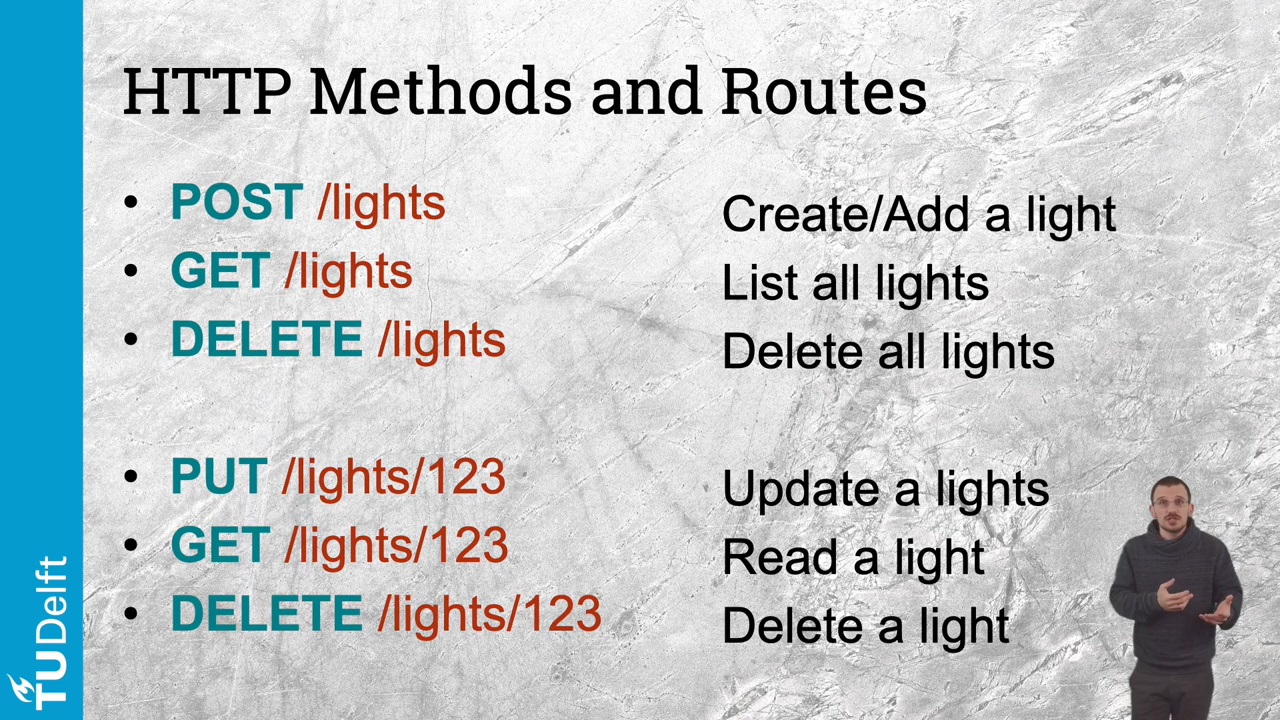 HTTP Methods and Routes
• POST /lights Create/Add a light
• GET /lights List all lights
• DELETE /lights Delete all lights
• PUT /lights/123 Update a lights
• GET /lights/123 Read a light
• DELETE /lights/123 Delete a light
TUDelft